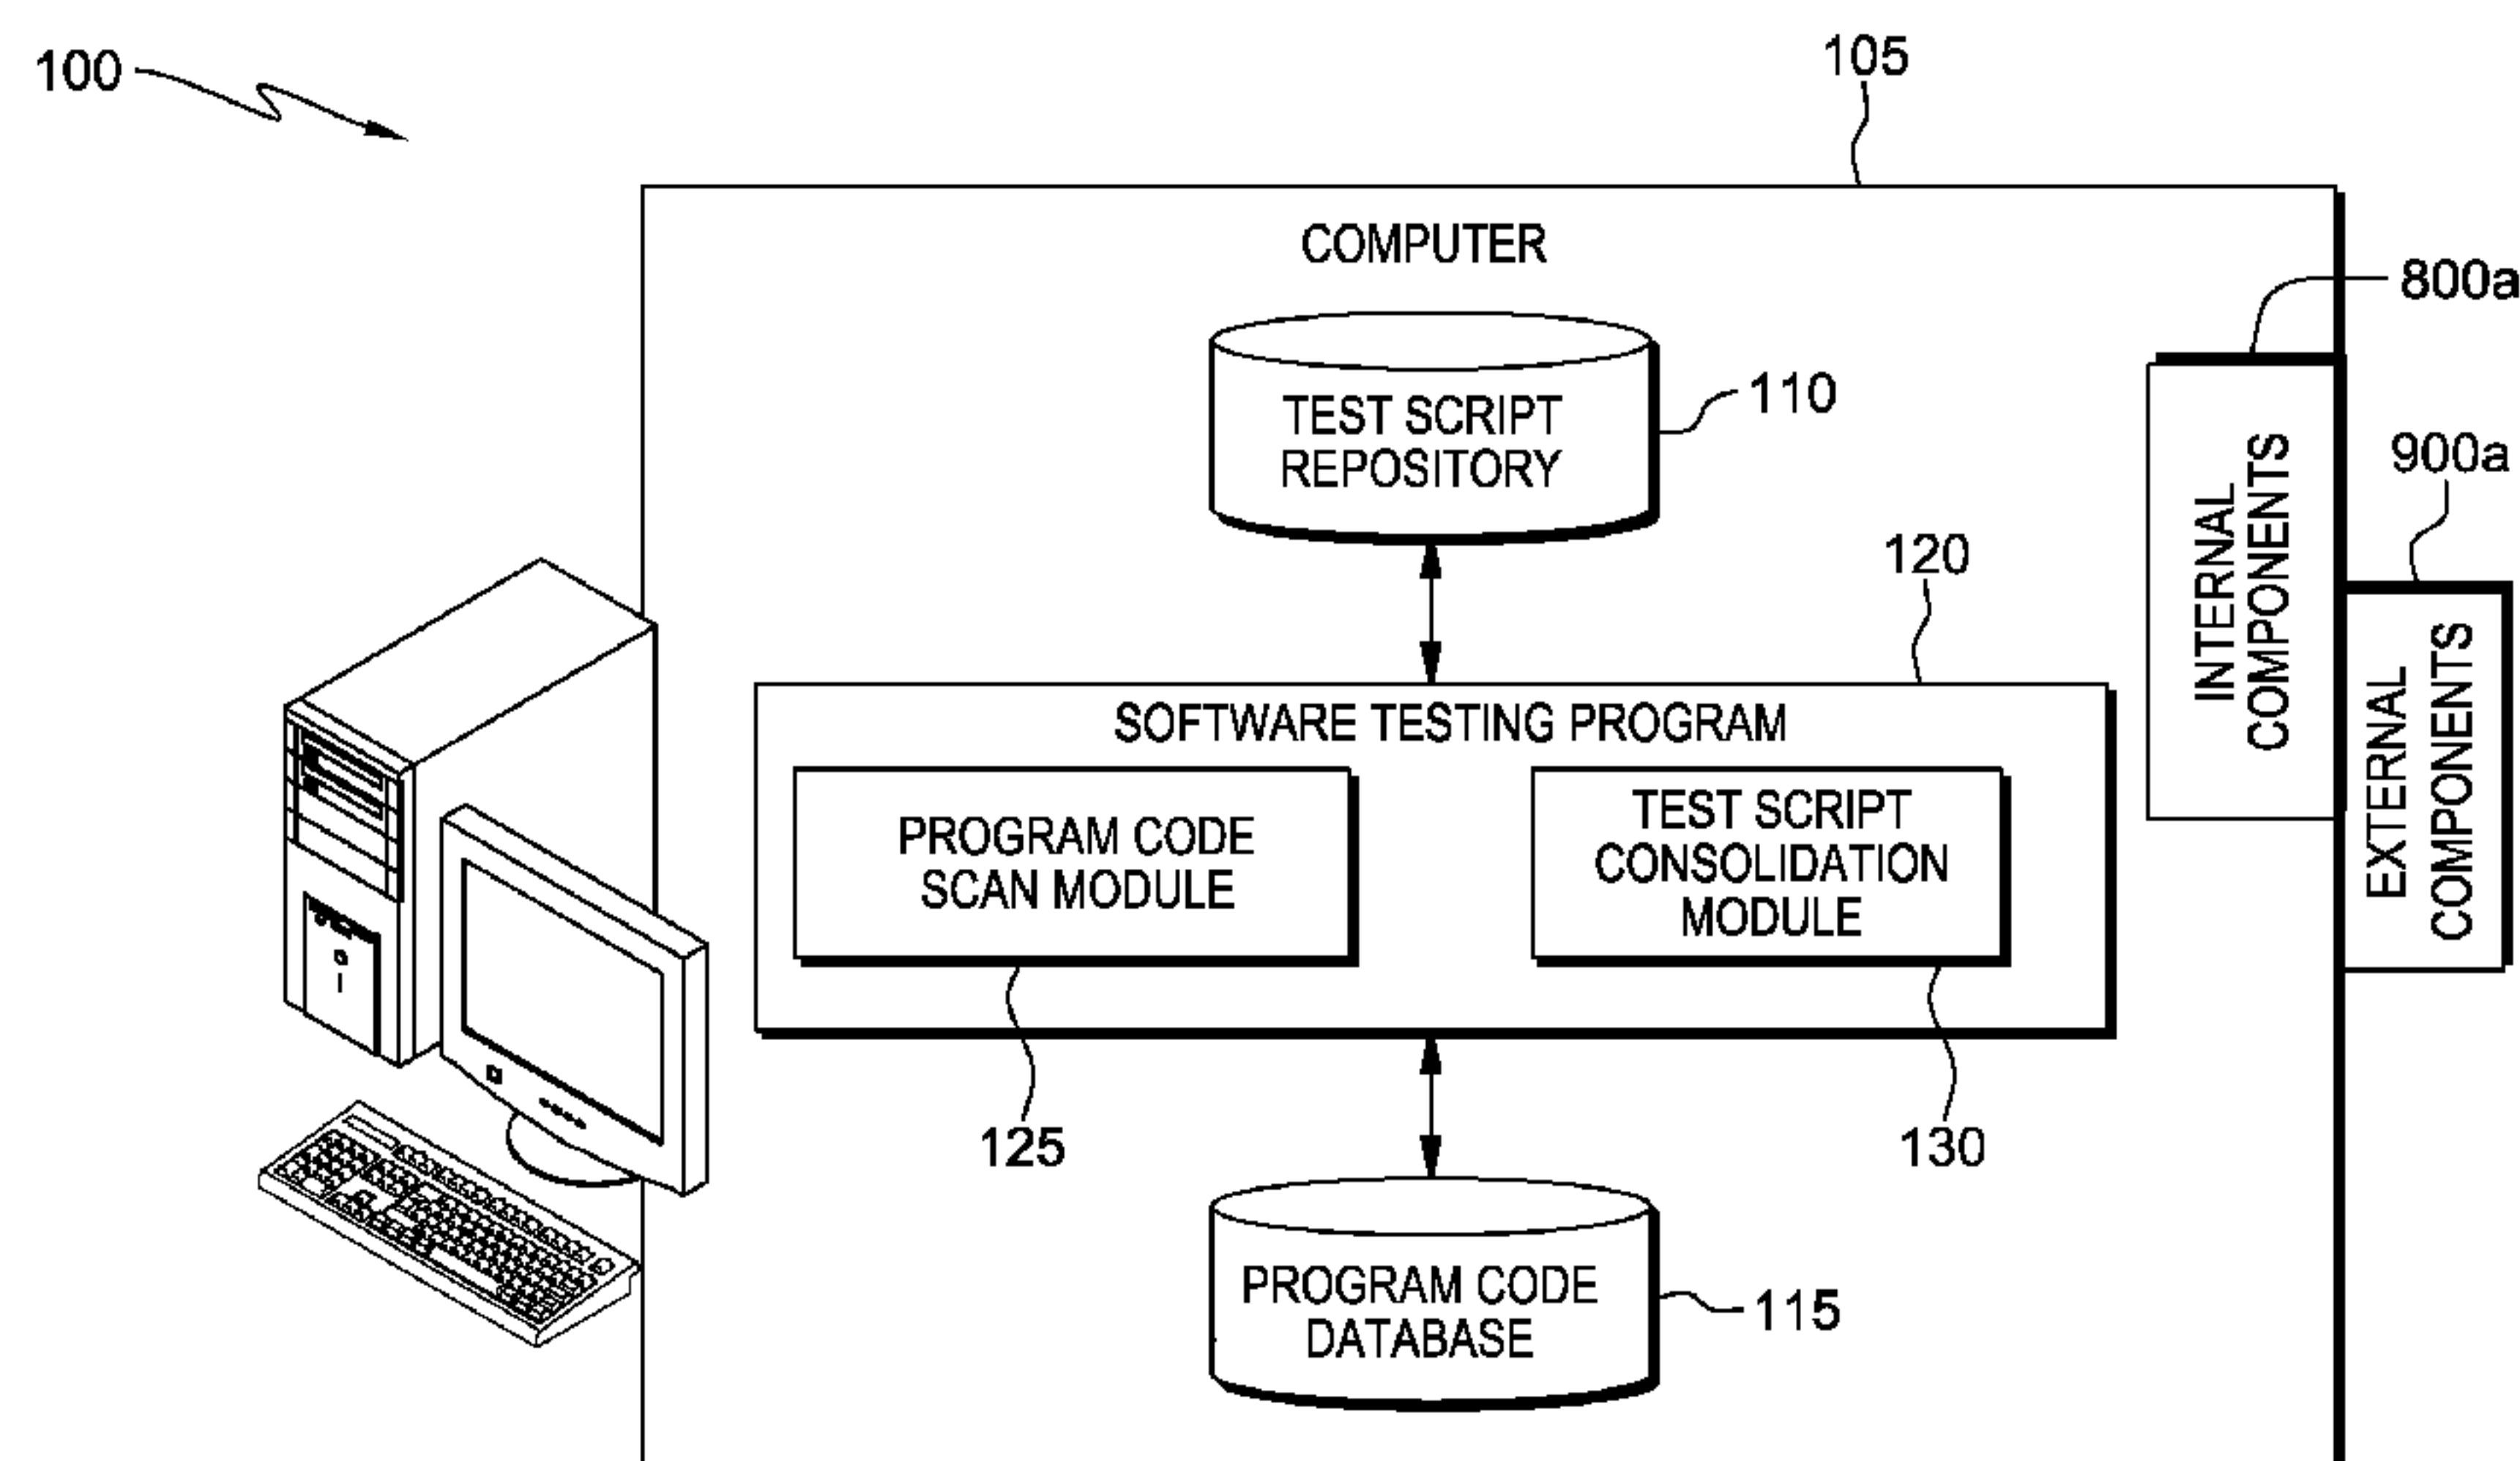 100
105
COMPUTER
800a
TEST SCRIPT
REPOSITORY
110
INTERNAL
COMPONENTS
900a
EXTERNAL
COMPONENTS
120
SOFTWARE TESTING PROGRAM
PROGRAM CODE
SCAN MODULE
TEST SCRIPT
CONSOLIDATION
MODULE
125
130
PROGRAM CODE
DATABASE
115